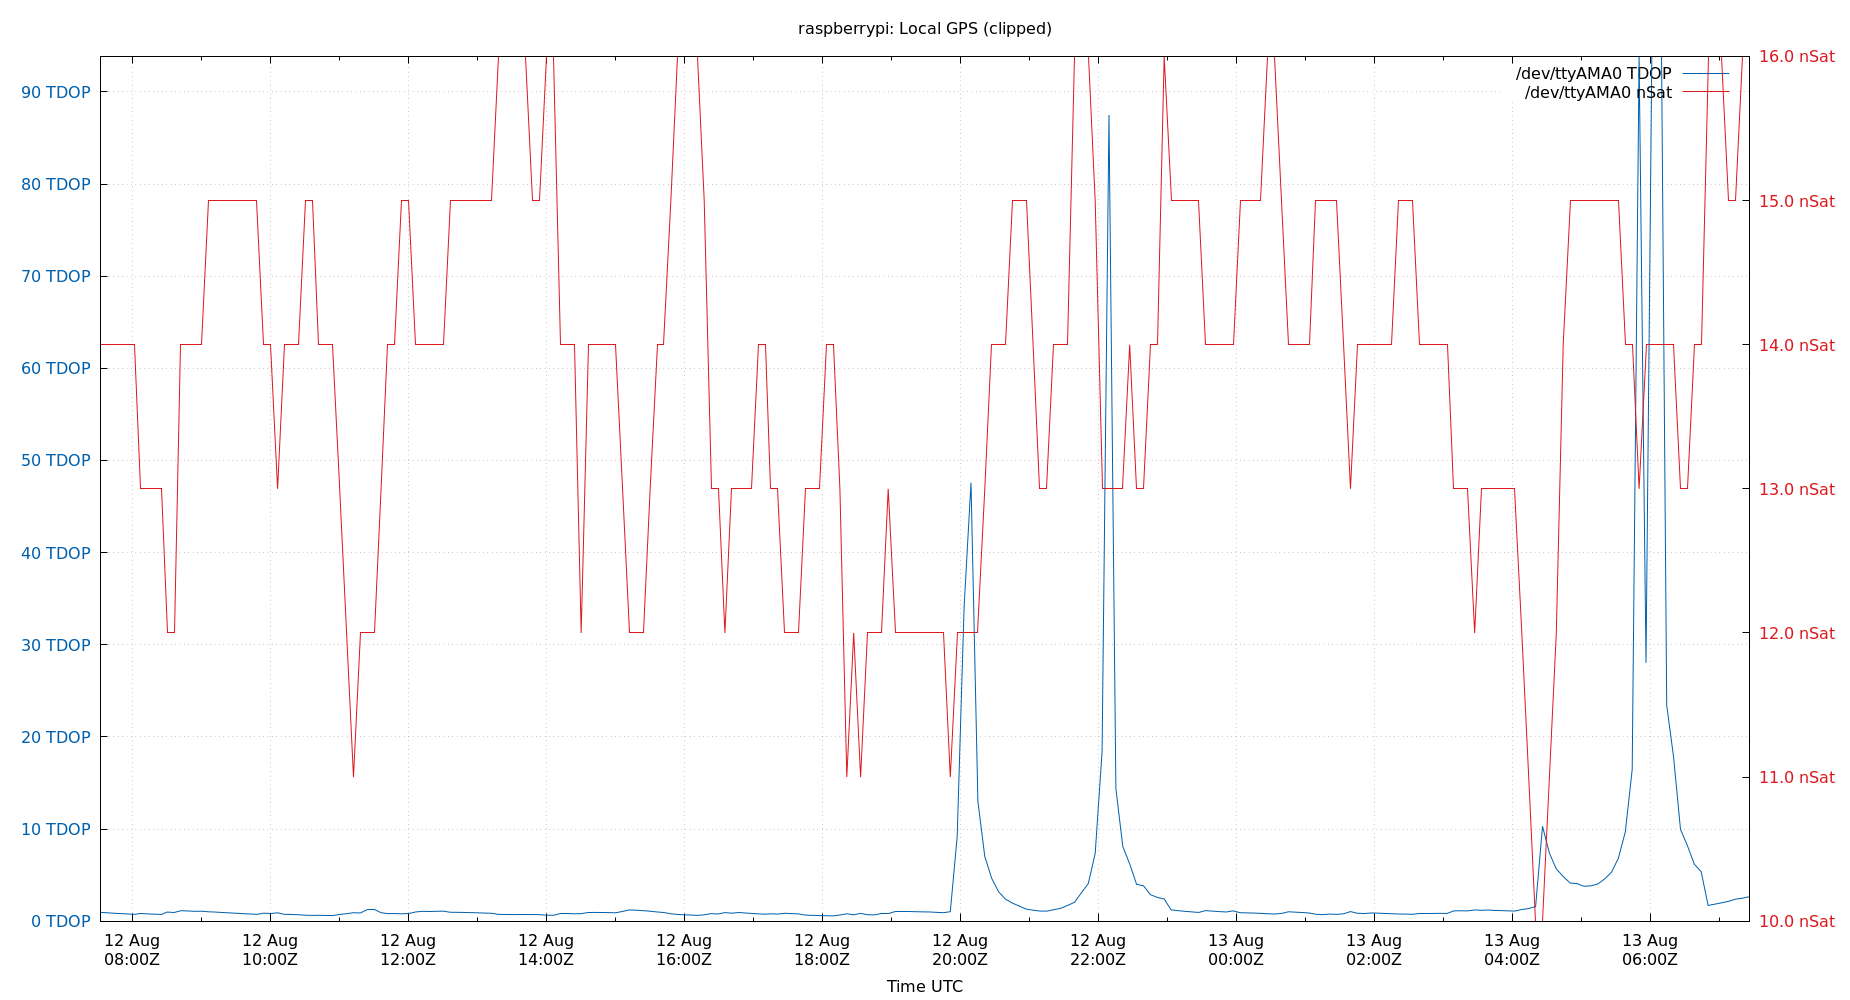 raspberrypi: Local GPS (clipped)
/dev/ttyAMA0 TDOP
/dev/ttyAMA0 nSat
90 TDOP
80 TDOP
70 TDOP
60 TDOP
50 TDOP
40 TDOP
30 TDOP
20 TDOP
10 TDOP
0 TDOP
16.0 nSat
15.0 nSat
14.0 nSat
13.0 nSat
12.0 nSat
11.0 nSat
10.0 nSat
12 Aug 12 Aug 12 Aug 12 Aug 12 Aug 12 Aug 12 Aug 12 Aug 13 Aug 13 Aug 13 Aug 13 Aug
08:00Z 10:00Z 12:00Z 14:00Z 16:00Z 18:00Z 20:00Z 22:00Z 00:00Z 02:00Z 04:00Z 06:00Z
Time UTC